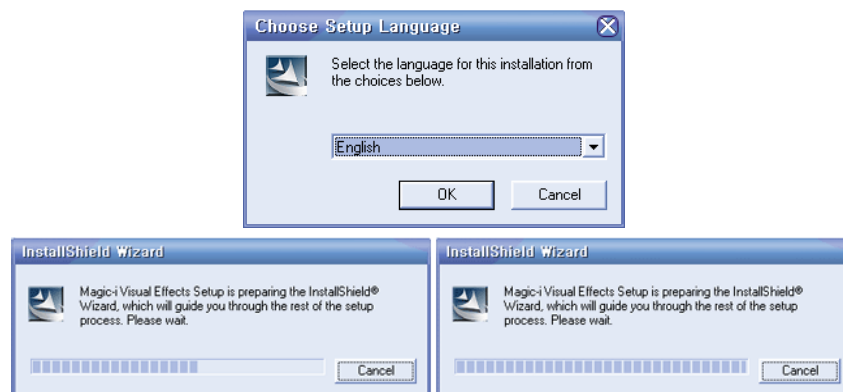 Choose Setup Language
Select the language for this installation from
the choices below.
English
OK
Cancel
InstallShield Wizard
Magic-i Visual Effects Setup is preparing the InstallShield®
Wizard, which will guide you through the rest of the setup
process. Please wait.
Cancel
InstallShield Wizard
Magic-i Visual Effects Setup is preparing the InstallShield®
Wizard, which will guide you through the rest of the setup
process. Please wait.
Cancel